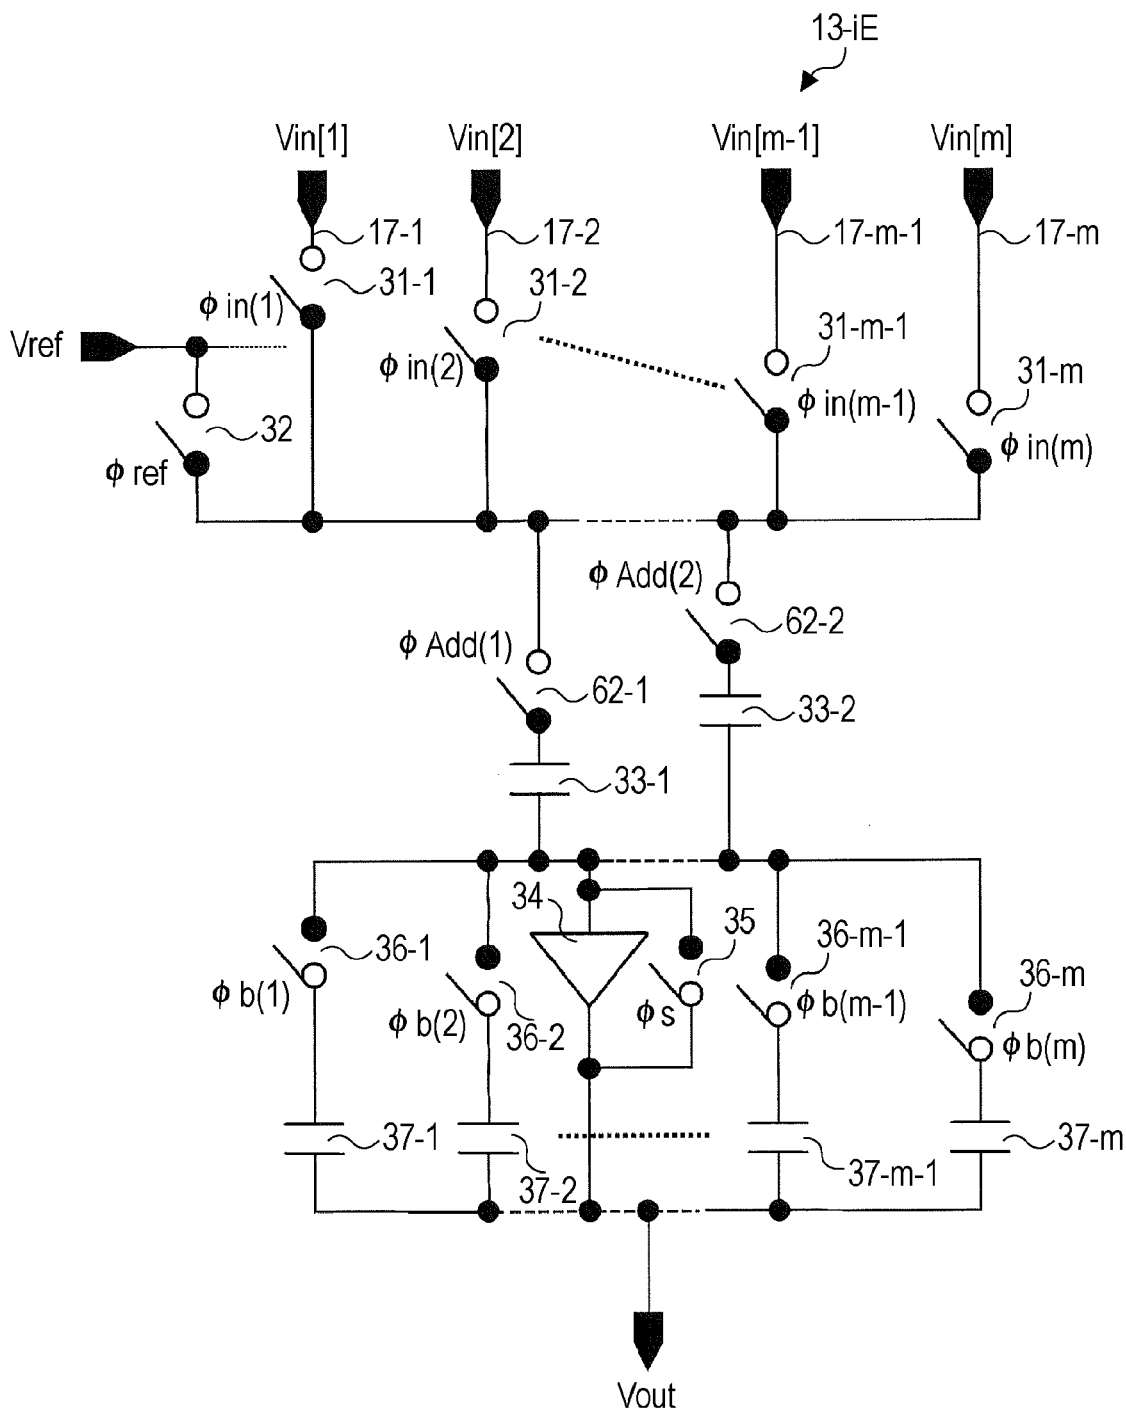 13-iE
Vin[1] Vin[2] Vin[m-1] Vin[m]
17-1 17-2 17-m-1 17-m
31-1 31-2
ϕ in(1)
Vref
ϕ in(2)
31-m-1
31-m
ϕ in(m-1)
32
ϕ in(m)
ϕ ref
ϕ Add(2)
62-2
ϕ Add(1)
62-1
33-2
33-1
34
35
36-1
36-m-1
36-m
ϕ b(1)
ϕ b(2)
36-2
ϕ s
ϕ b(m-1)
ϕ b(m)
37-1
37-2
37-m-1
37-m
Vout